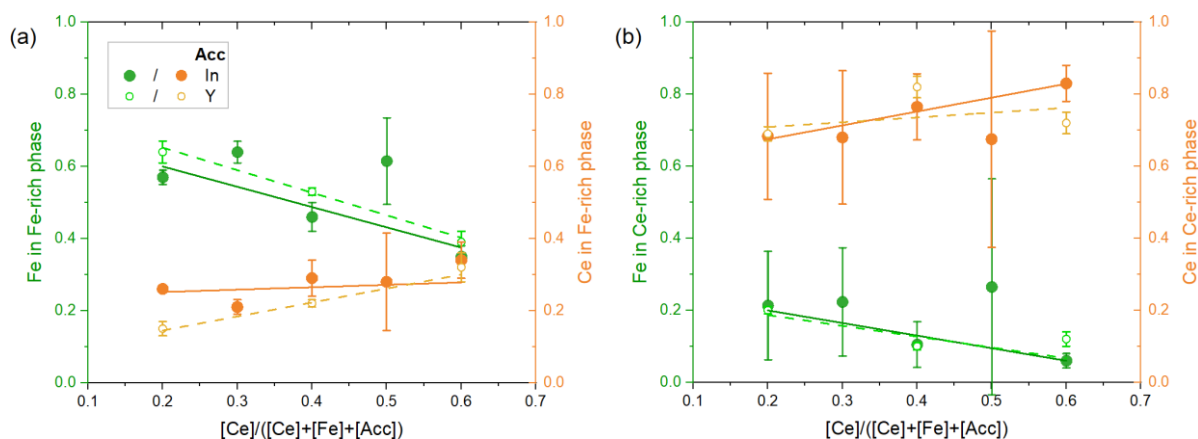 (a)
Fe in Fe-rich phase
1.0
0.8
0.6
0.4
0.2
0.0
Acc
/ In
/ Y
1.0
0.8
0.6
0.4
0.2
0.0
Ce in Fe-rich phase
0.1 0.2 0.3 0.4 0.5 0.6 0.7
[Ce]/([Ce]+[Fe]+[Acc])
(b)
Fe in Ce-rich phase
1.0
0.8
0.6
0.4
0.2
0.0
1.0
0.8
0.6
0.4
0.2
0.0
Ce in Ce-rich phase
0.1 0.2 0.3 0.4 0.5 0.6 0.7
[Ce]/([Ce]+[Fe]+[Acc])